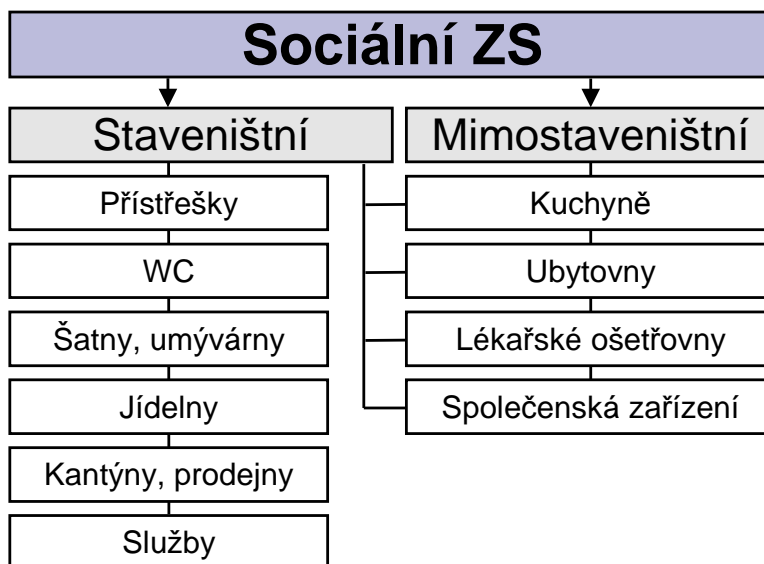 Sociální ZS
Staveništní
Mimostaveništní
Přístřešky
Kuchyně
WC
Ubytovny
Šatny, umývárny
Lékařské ošetřovny
Jídelny
Společenská zařízení
Kantýny, prodejny
Služby